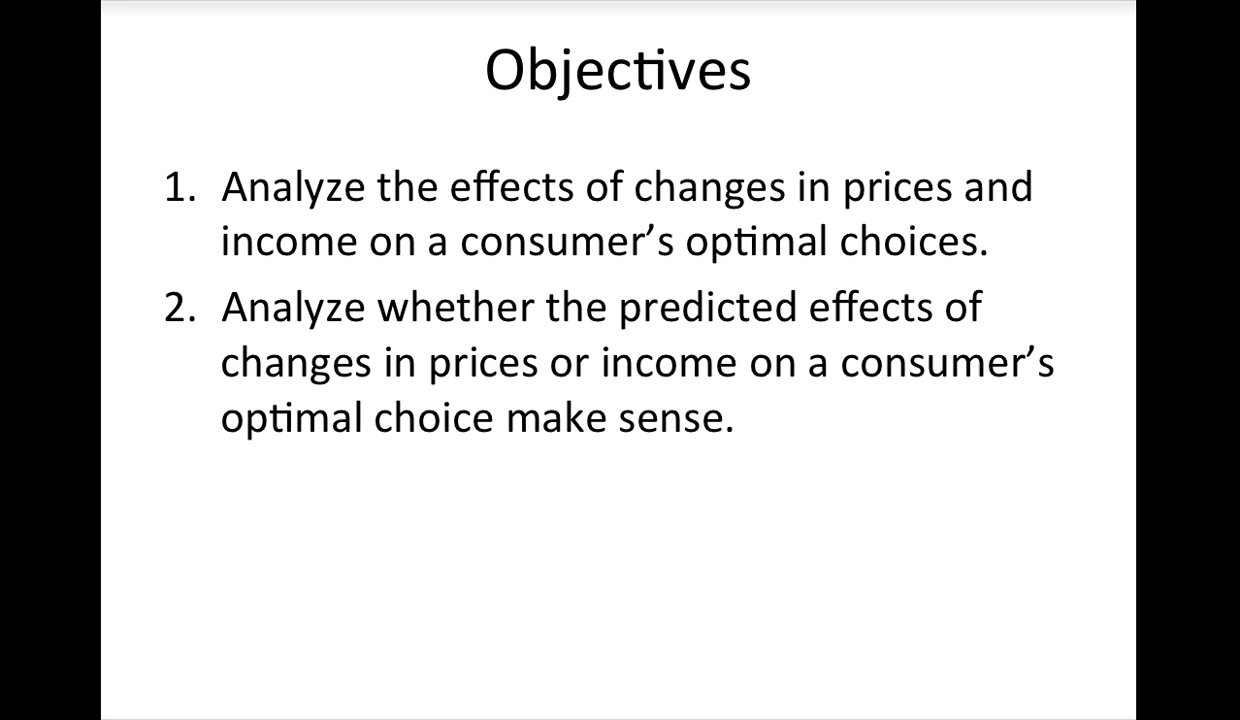 Objectives
1. Analyze the effects of changes in prices and
income on a consumer’s optimal choices.
2. Analyze whether the predicted effects of
changes in prices or income on a consumer’s
optimal choice make sense.